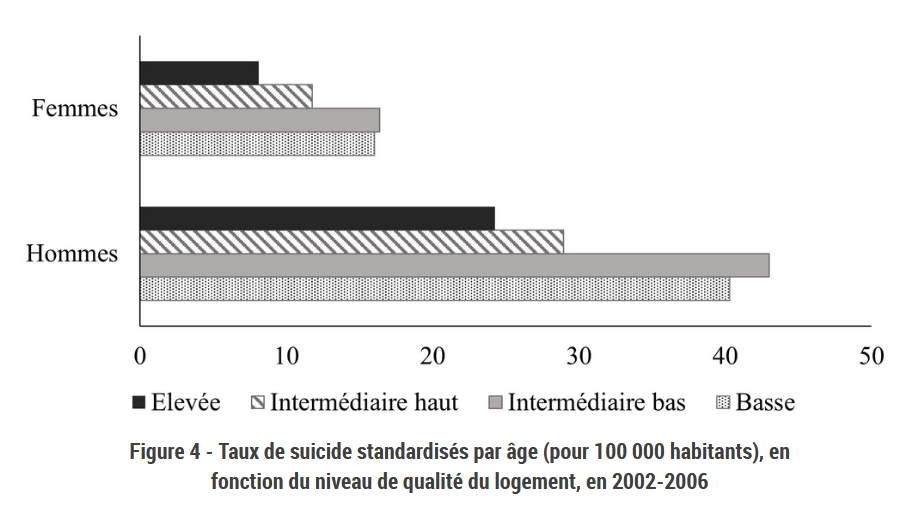 Femmes
Hommes
0 10 20 30 40 50
Elevée Intermédiaire haut Intermédiaire bas Basse
Figure 4 - Taux de suicide standardisés par âge (pour 100 000 habitants), en
fonction du niveau de qualité du logement, en 2002-2006